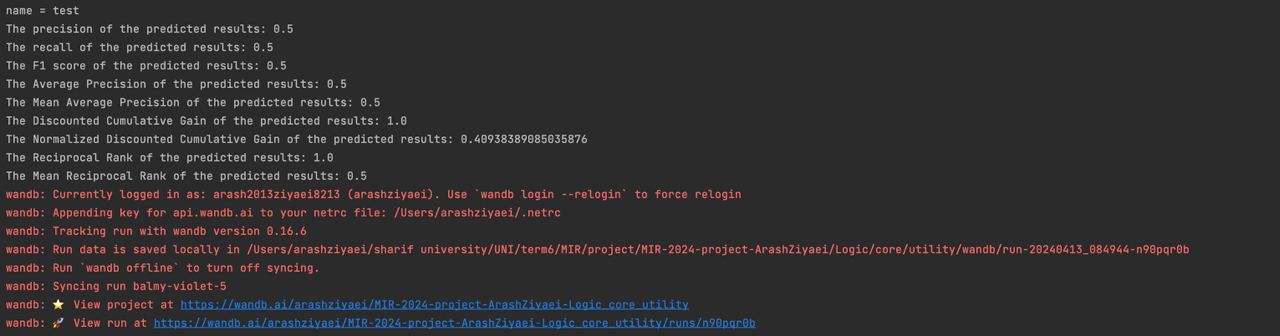 name = test
The precision of the predicted results: 0.5
The recall of the predicted results: 0.5
The F1 score of the predicted results: 0.5
The Average Precision of the predicted results: 0.5
The Mean Average Precision of the predicted results: 0.5
The Discounted Cumulative Gain of the predicted results: 1.0
The Normalized Discounted Cumulative Gain of the predicted results: 0.40938389085035876
The Reciprocal Rank of the predicted results: 1.0
The Mean Reciprocal Rank of the predicted results: 0.5
wandb: Currently logged in as: arash2013ziyaei8213 (arashziyaei). Use `wandb login --relogin` to force relogin
wandb: Appending key for api.wandb.ai to your netrc file: /Users/arashziyaei/.netrc
wandb: Tracking run with wandb version 0.16.6
wandb: Run data is saved locally in /Users/arashziyaei/sharif university/UNI/term6/MIR/project/MIR-2024-project-ArashZiyaei/Logic/core/utility/wandb/run-20240413_084944-n90pqr0b
wandb: Run `wandb offline` to turn off syncing.
wandb: Syncing run balmy-violet-5
wandb: ⭐ View project at https://wandb.ai/arashziyaei/MIR-2024-project-ArashZiyaei-Logic_core_utility
wandb: 🚀 View run at https://wandb.ai/arashziyaei/MIR-2024-project-ArashZiyaei-Logic_core_utility/runs/n90pqr0b